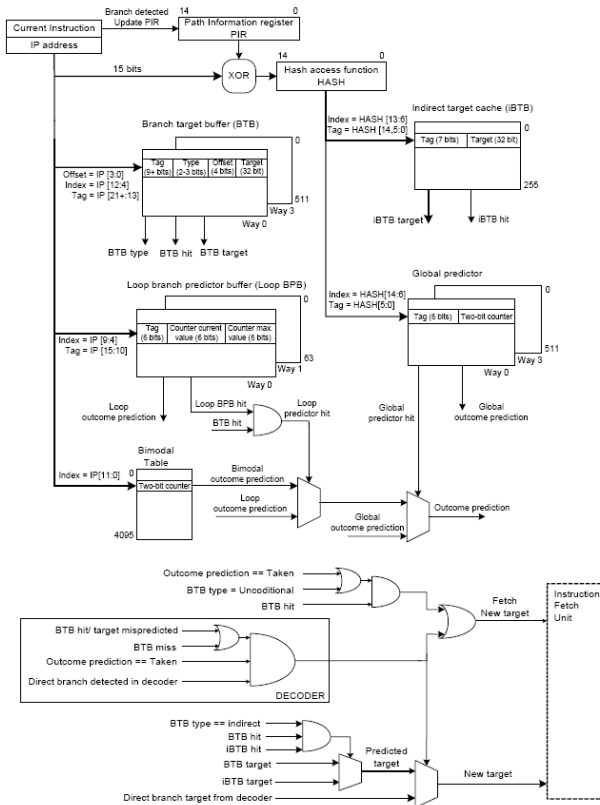 Current Instruction
IP address
Branch detected
Update PIR
14
0
Path Information register
PIR
15 bits
XOR
14
0
Hash access function
HASH
Index = HASH [13:6]
Tag = HASH [14,5:0]
Indirect target cache (iBTB)
0
Tag (7 bits)
Target (32 bit)
255
iBTB target
iBTB hit
Branch target buffer (BTB)
0
Offset = IP [3:0]
Index = IP [12:4]
Tag = IP [21+:13]
Tag
(9+ bits)
Type
(2-3 bits)
Offset
(4 bits)
Target
(32 bit)
511
Way 3
Way 0
BTB type
BTB hit
BTB target
Loop branch predictor buffer (Loop BPB)
0
Index = IP [9:4]
Tag = IP [15:10]
Tag
(6 bits)
Counter current
value (6 bits)
Counter max.
value (6 bits)
63
Way 1
Way 0
Loop
outcome prediction
Loop BPB hit
BTB hit
Loop
predictor hit
Global predictor
0
Index = HASH[14:6]
Tag = HASH[5:0]
Tag (6 bits)
Two-bit counter
511
Way 3
Way 0
Global
predictor hit
Global
outcome prediction
Bimodal
Table
Index = IP[11:0]
0
Two-bit counter
4095
Bimodal
outcome prediction
Loop
outcome prediction
Global
outcome prediction
Outcome prediction
Outcome prediction == Taken
BTB type = Uncoditional
BTB hit
Fetch
New target
Instruction
Fetch
Unit
BTB hit/ target mispredicted
BTB miss
Outcome prediction == Taken
Direct branch detected in decoder
DECODER
BTB type == indirect
BTB hit
iBTB hit
BTB target
iBTB target
Predicted
target
Direct branch target from decoder
New target